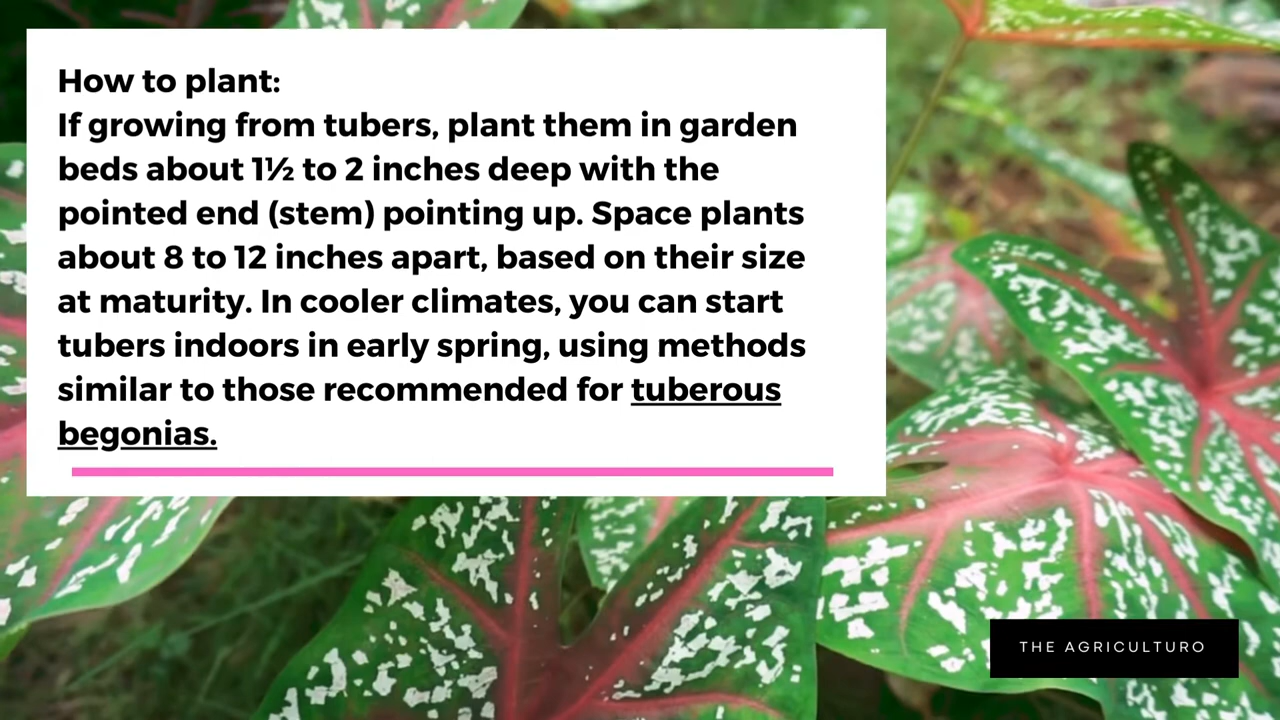 How to plant:
If growing from tubers, plant them in garden
beds about 1½ to 2 inches deep with the
pointed end (stem) pointing up. Space plants
about 8 to 12 inches apart, based on their size
at maturity. In cooler climates, you can start
tubers indoors in early spring, using methods
similar to those recommended for tuberous
begonias.
THE AGRICULTURO